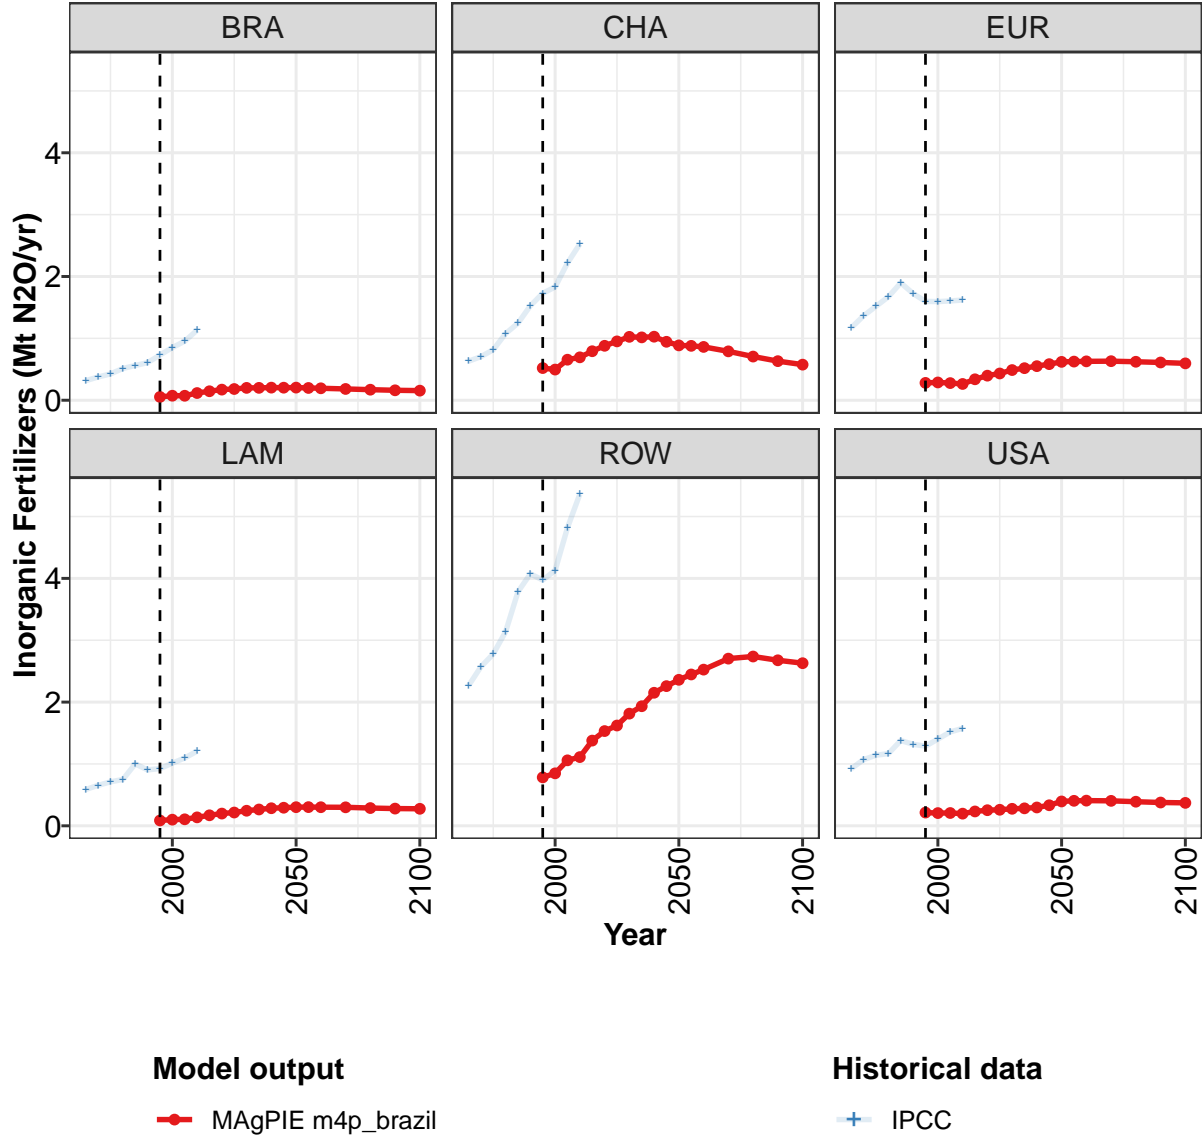 BRA
CHA
EUR
4
2
0
LAM
ROW
USA
4
2
0
2000
2050
2100
2000
2050
2100
2000
2050
2100
Inorganic Fertilizers (Mt N2O/yr)
Year
Model output
MAgPIE m4p_brazil
Historical data
IPCC